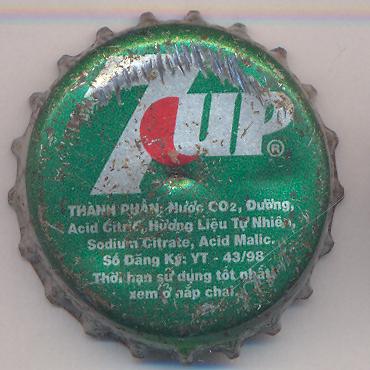 7UP ®
THÀNH PHẦN: Nước CO2, Đường,
Acid Citric, Hương Liệu Tự Nhiên,
Sodium Citrate, Acid Malic.
Số Đăng Ký: YT - 43/98
Thời hạn sử dụng tốt nhất
xem ở nắp chai.